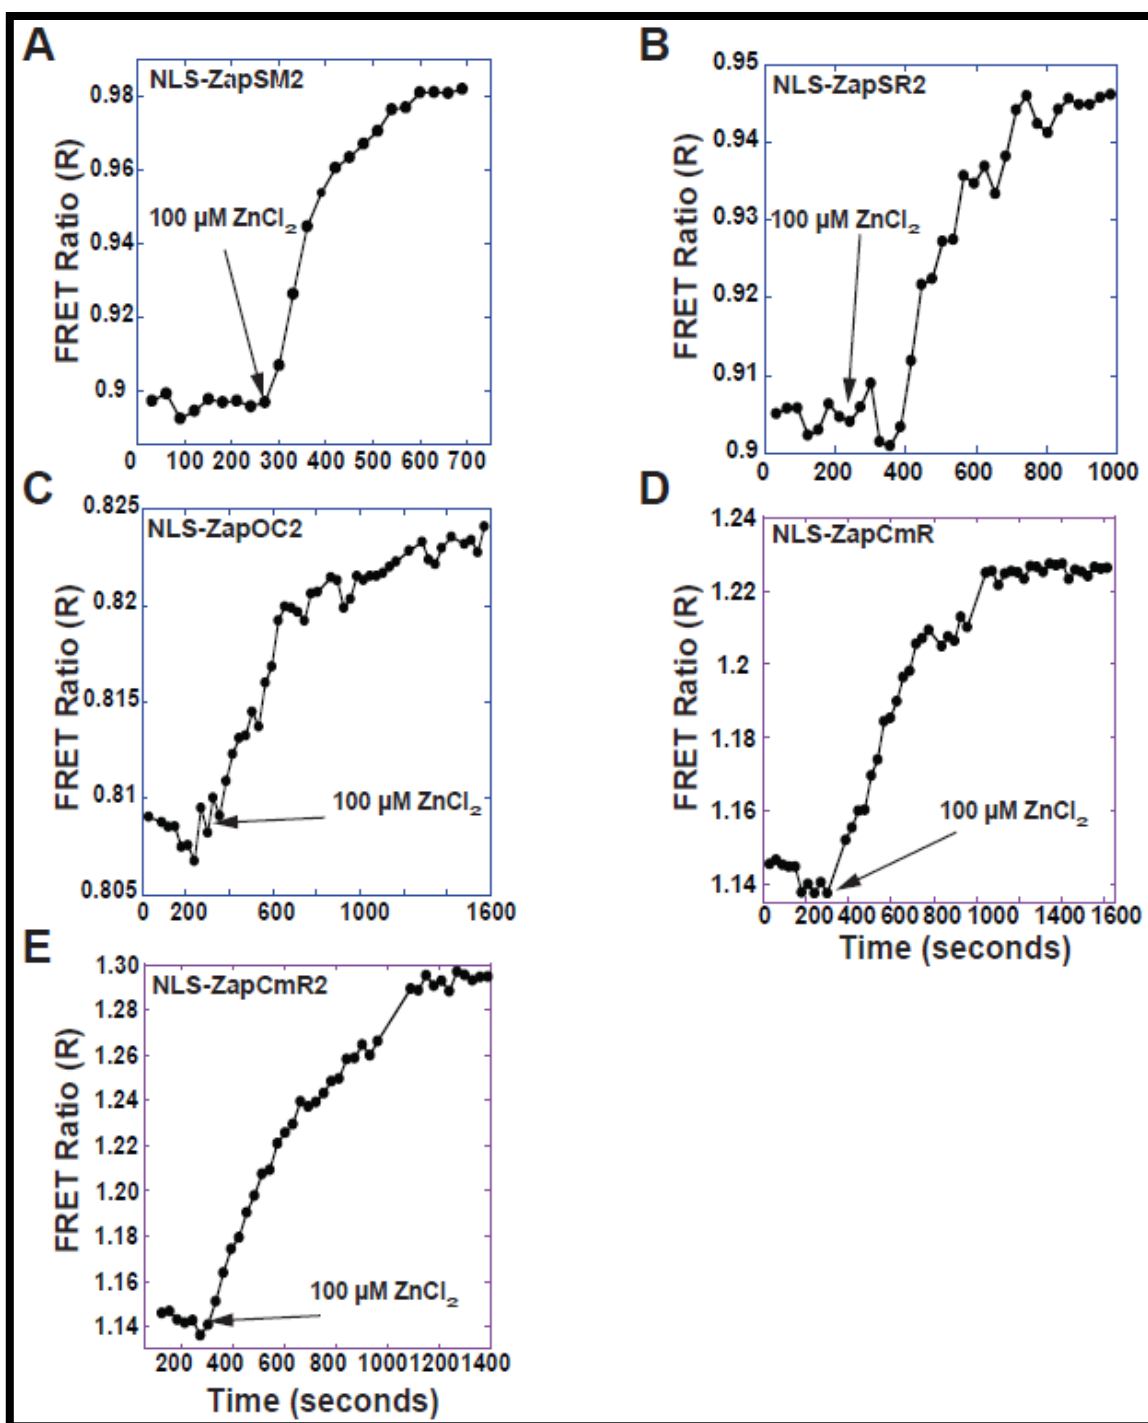 A
NLS-ZapSM2
FRET Ratio (R)
0.98
0.96
0.94
0.92
0.9
100 µM ZnCl₂
0 100 200 300 400 500 600 700
B
NLS-ZapSR2
FRET Ratio (R)
0.95
0.94
0.93
0.92
0.91
0.9
100 µM ZnCl₂
0 200 400 600 800 1000
C
NLS-ZapOC2
FRET Ratio (R)
0.825
0.82
0.815
0.81
0.805
100 µM ZnCl₂
0 200 600 1000 1600
D
NLS-ZapCmR
FRET Ratio (R)
1.24
1.22
1.2
1.18
1.16
1.14
100 µM ZnCl₂
0 200 400 600 800 1000 1400 1600
Time (seconds)
E
NLS-ZapCmR2
FRET Ratio (R)
1.30
1.28
1.26
1.24
1.22
1.20
1.18
1.16
1.14
100 µM ZnCl₂
200 400 600 800 1000 1200 1400
Time (seconds)